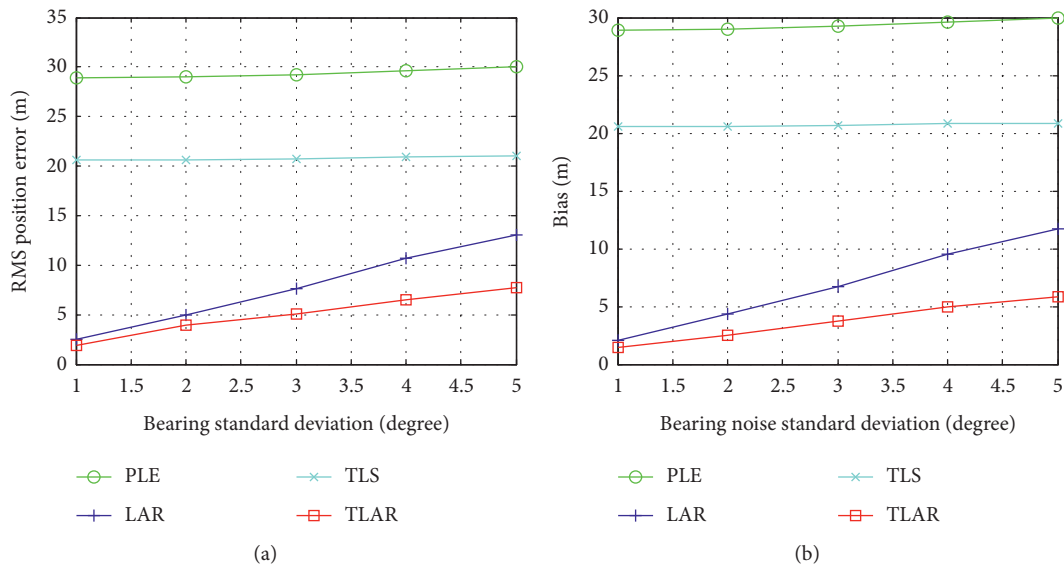 35
30
25
20
15
10
5
0
RMS position error (m)
1 1.5 2 2.5 3 3.5 4 4.5 5
Bearing standard deviation (degree)
PLE TLS
LAR TLAR
(a)
30
25
20
15
10
5
0
Bias (m)
1 1.5 2 2.5 3 3.5 4 4.5 5
Bearing noise standard deviation (degree)
PLE TLS
LAR TLAR
(b)